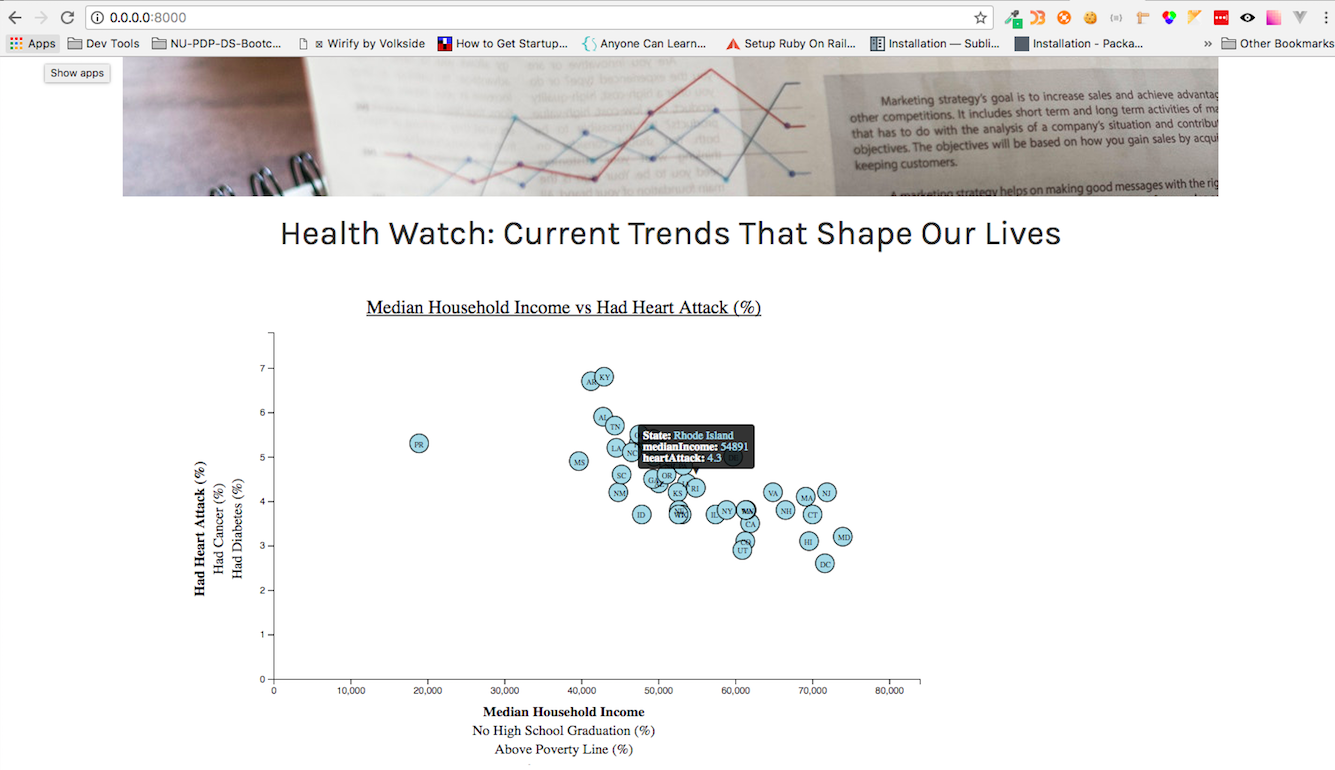 0.0.0.0:8000
Apps Dev Tools NU-PDP-DS-Bootc... Wirify by Volkside How to Get Startup... Anyone Can Learn... Setup Ruby On Rail... Installation — Subli... Installation - Packa... » Other Bookmarks
Show apps
Marketing strategy's goal is to increase sales and achieve advantag
other competitions. It includes short term and long term activities of ma
that has to do with the analysis of a company's situation and contribu
objectives. The objectives will be based on how you gain sales by acqui
keeping customers.
A marketing strategy helps on making good messages with the rig
Health Watch: Current Trends That Shape Our Lives
Median Household Income vs Had Heart Attack (%)
Had Heart Attack (%)
Had Cancer (%)
Had Diabetes (%)
7
6
5
4
3
2
1
0
AR KY
AL
TN
PR
LA
NC
MS
SC
NM
ID
GA
OR
KS
RI
IL
NY
CA
CO
UT
VA
NH
MA
NJ
CT
HI
MD
DC
State: Rhode Island
medianIncome: 54891
heartAttack: 4.3
0 10,000 20,000 30,000 40,000 50,000 60,000 70,000 80,000
Median Household Income
No High School Graduation (%)
Above Poverty Line (%)